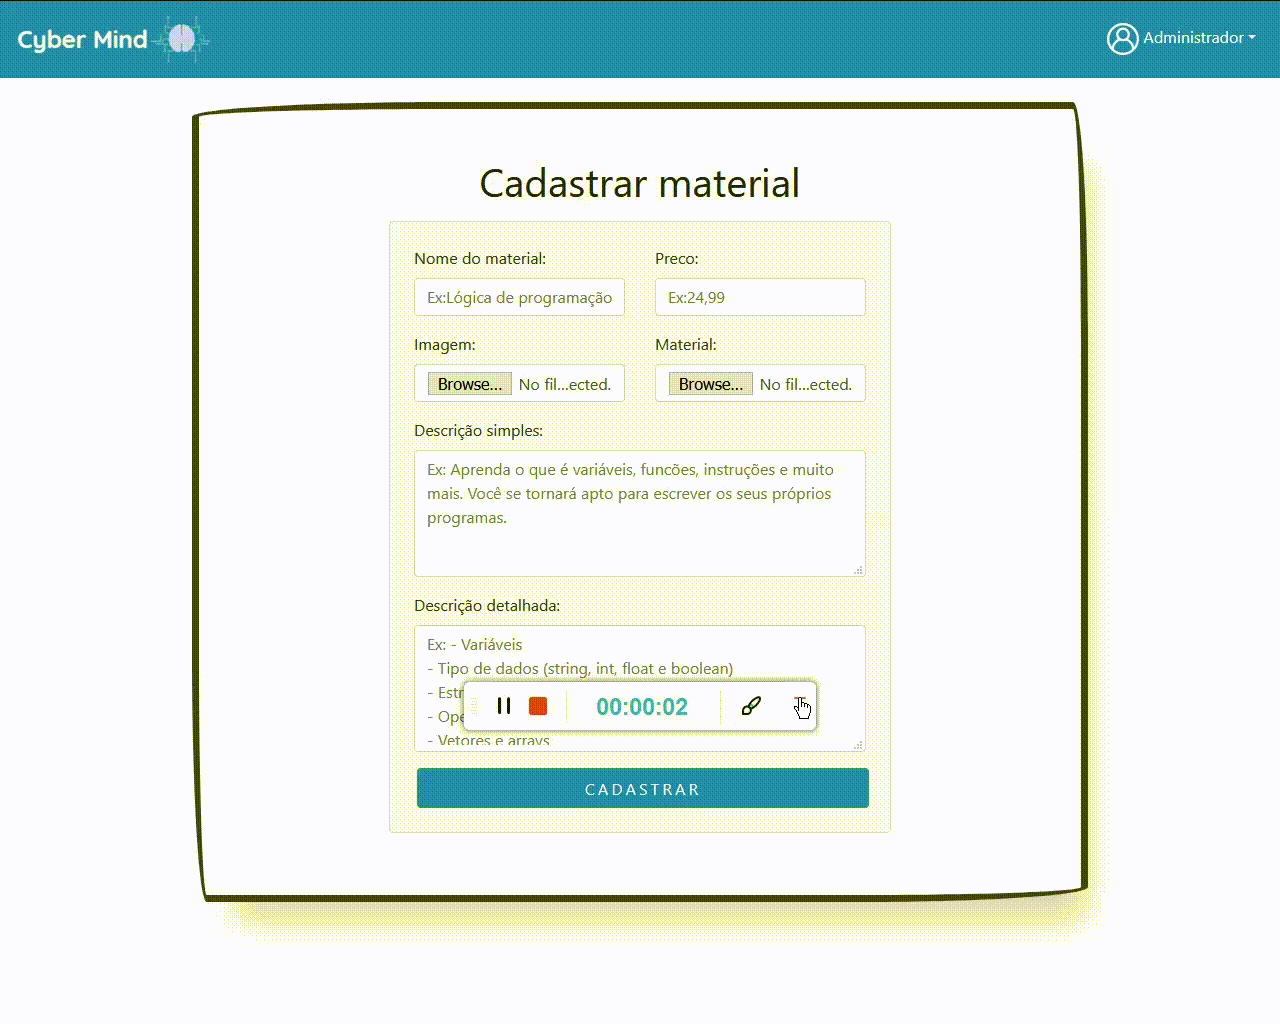 Cyber Mind
Administrador
Cadastrar material
Nome do material:
Preco:
Ex:Lógica de programação
Ex:24,99
Imagem:
Material:
Browse... No fil...ected.
Browse... No fil...ected.
Descrição simples:
Ex: Aprenda o que é variáveis, funcões, instruções e muito
mais. Você se tornará apto para escrever os seus próprios
programas.
Descrição detalhada:
Ex: - Variáveis
- Tipo de dados (string, int, float e boolean)
- Estr
00:00:02
- Ope
- Vetores e arrays
CADASTRAR